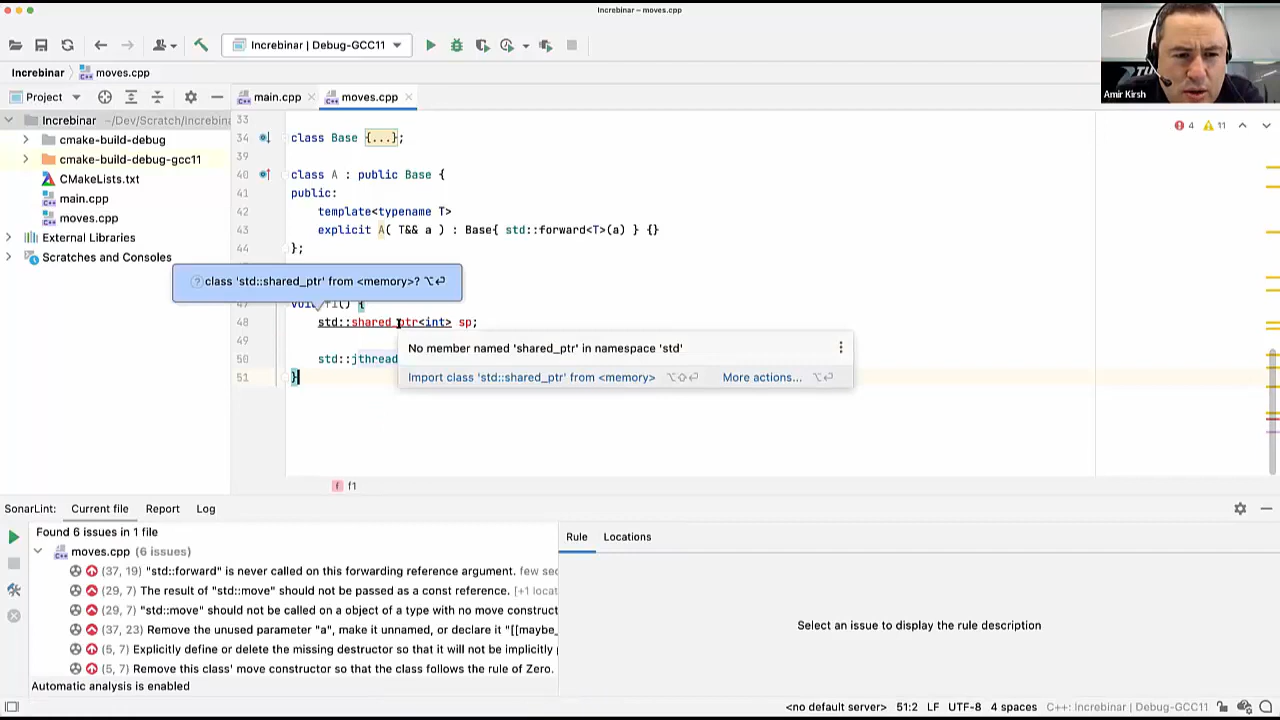 Increbinar – moves.cpp
Increbinar | Debug-GCC11
Increbinar
moves.cpp
Amir Kirsh
Project
main.cpp
moves.cpp
Increbinar ~/Dev/Scratch/Increbina
cmake-build-debug
cmake-build-debug-gcc11
CMakeLists.txt
main.cpp
moves.cpp
External Libraries
Scratches and Consoles
4
11
33
34 class Base {...};
39
40 class A : public Base {
41 public:
42 template<typename T>
43 explicit A( T&& a ) : Base{ std::forward<T>(a) } {}
44 };
class 'std::shared_ptr' from <memory>? ⌥⏎
void f1() {
48 std::shared_ptr<int> sp;
49
No member named 'shared_ptr' in namespace 'std'
50 std::jthread
51 }
Import class 'std::shared_ptr' from <memory> ⌥⇧⏎ More actions... ⌥⏎
f f1
SonarLint: Current file Report Log
Found 6 issues in 1 file
Rule Locations
moves.cpp (6 issues)
(37, 19) "std::forward" is never called on this forwarding reference argument. few sec
(29, 7) The result of "std::move" should not be passed as a const reference. [+1 locat
(29, 7) "std::move" should not be called on a object of a type with no move construct
(37, 23) Remove the unused parameter "a", make it unnamed, or declare it "[[maybe_
(5, 7) Explicitly define or delete the missing destructor so that it will not be implicitly
(5, 7) Remove this class' move constructor so that the class follows the rule of Zero.
Select an issue to display the rule description
Automatic analysis is enabled
<no default server> 51:2 LF UTF-8 4 spaces C++: Increbinar | Debug-GCC11